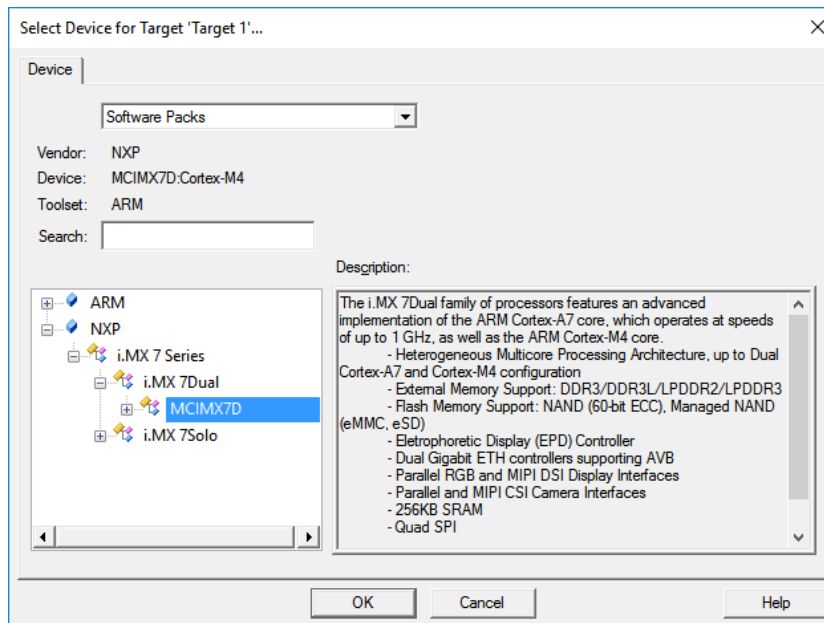 Select Device for Target 'Target 1'...
Device
Software Packs
Vendor: NXP
Device: MCIMX7D:Cortex-M4
Toolset: ARM
Search:
Description:
ARM
NXP
i.MX 7 Series
i.MX 7Dual
MCIMX7D
i.MX 7Solo
The i.MX 7Dual family of processors features an advanced
implementation of the ARM Cortex-A7 core, which operates at speeds
of up to 1 GHz, as well as the ARM Cortex-M4 core.
- Heterogeneous Multicore Processing Architecture, up to Dual
Cortex-A7 and Cortex-M4 configuration
- External Memory Support: DDR3/DDR3L/LPDDR2/LPDDR3
- Flash Memory Support: NAND (60-bit ECC), Managed NAND
(eMMC, eSD)
- Eletrophoretic Display (EPD) Controller
- Dual Gigabit ETH controllers supporting AVB
- Parallel RGB and MIPI DSI Display Interfaces
- Parallel and MIPI CSI Camera Interfaces
- 256KB SRAM
- Quad SPI
OK
Cancel
Help